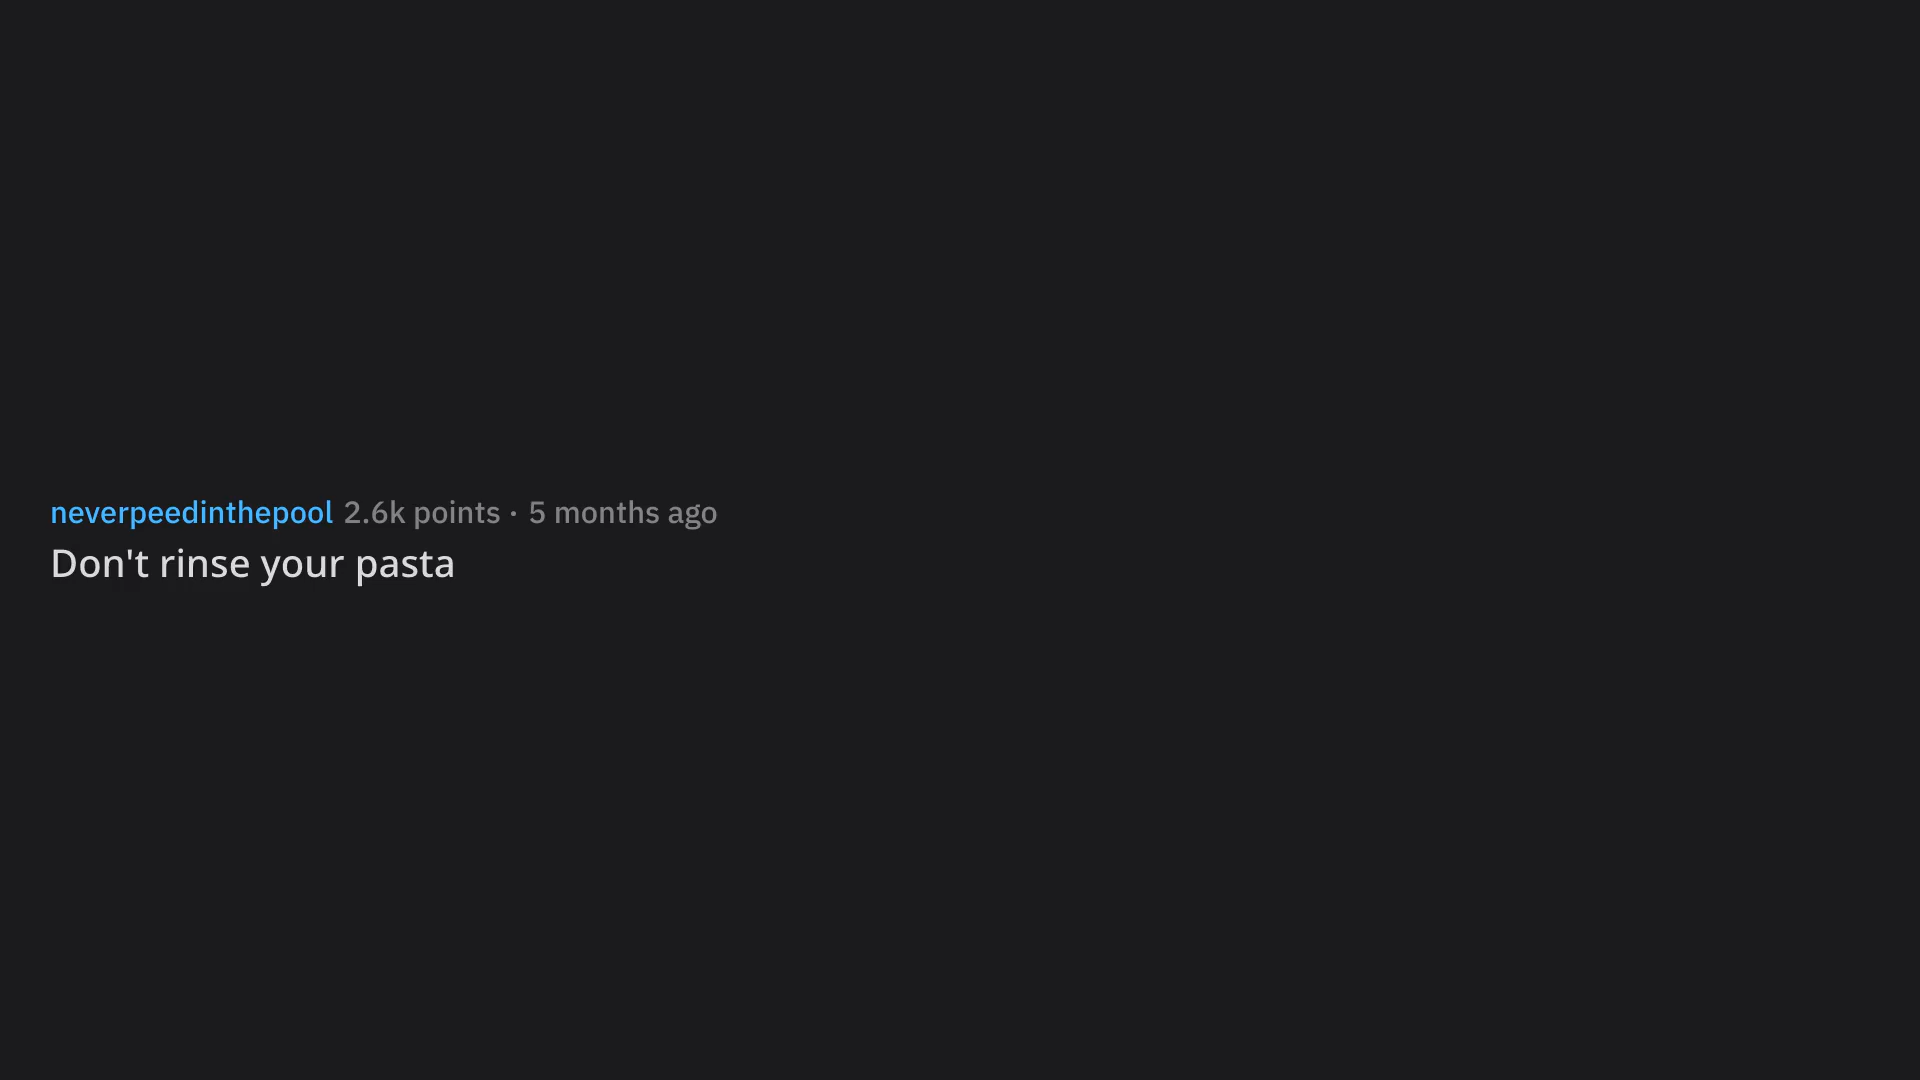 neverpeedinthepool 2.6k points · 5 months ago
Don't rinse your pasta